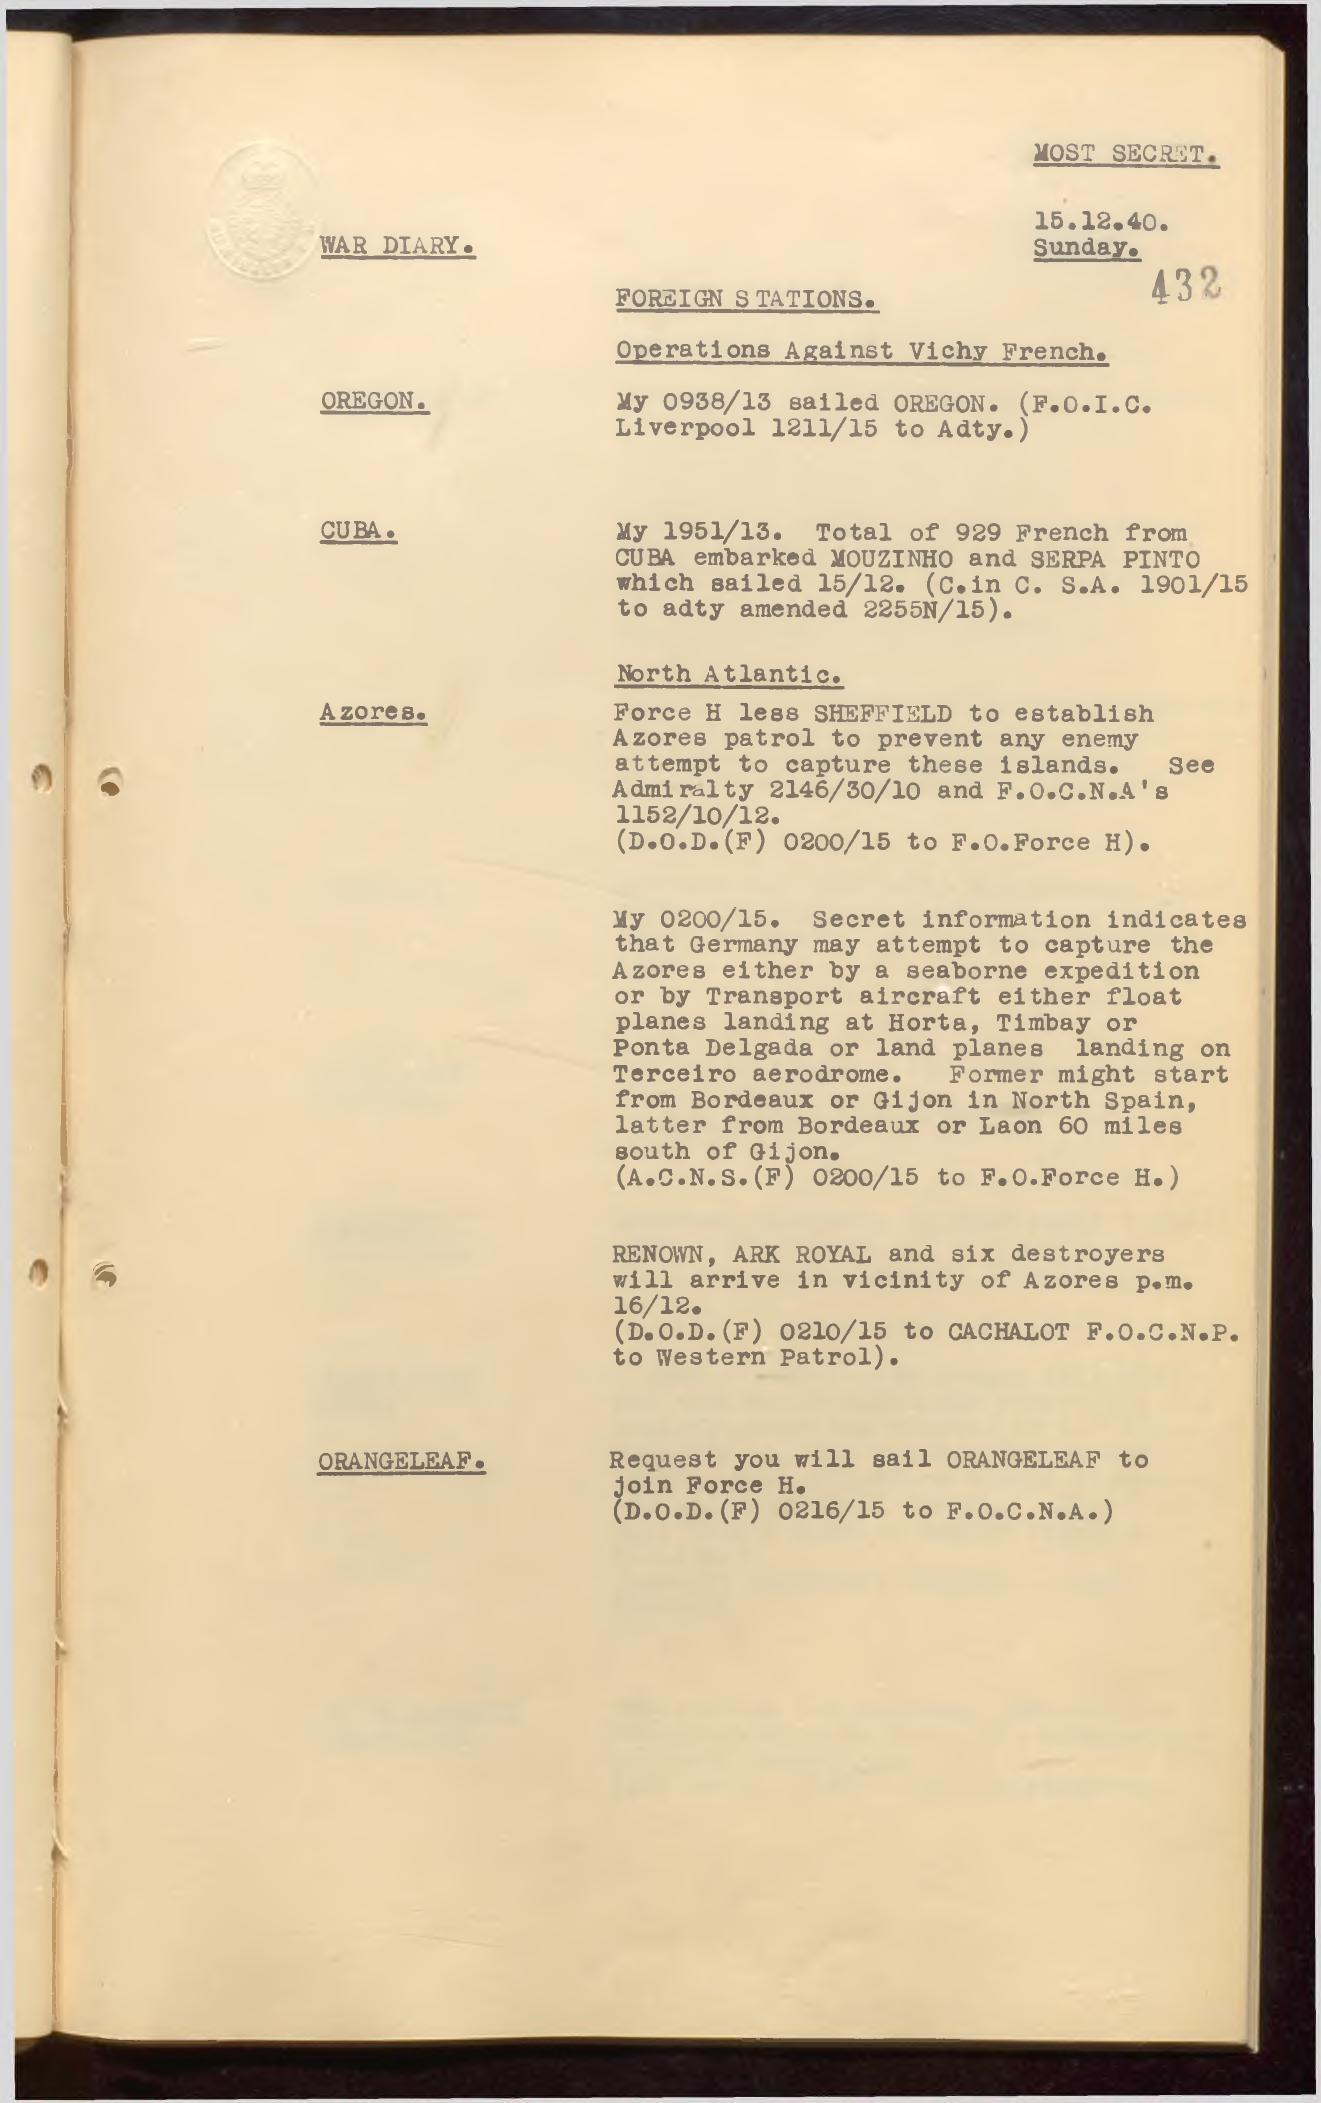 MOST SECRET.
15.12.40.
WAR DIARY.
Sunday.
432
FOREIGN STATIONS.
Operations Against Vichy French.
OREGON.
My 0938/13 sailed OREGON. (F.O.I.C.
Liverpool 1211/15 to Adty.)
CUBA.
My 1951/13. Total of 929 French from
CUBA embarked MOUZINHO and SERPA PINTO
which sailed 15/12. (C.in C. S.A. 1901/15
to adty amended 2255N/15).
North Atlantic.
Azores.
Force H less SHEFFIELD to establish
Azores patrol to prevent any enemy
attempt to capture these islands. See
Admiralty 2146/30/10 and F.O.C.N.A's
1152/10/12.
(D.O.D.(F) 0200/15 to F.O.Force H).
My 0200/15. Secret information indicates
that Germany may attempt to capture the
Azores either by a seaborne expedition
or by Transport aircraft either float
planes landing at Horta, Timbay or
Ponta Delgada or land planes landing on
Terceiro aerodrome. Former might start
from Bordeaux or Gijon in North Spain,
latter from Bordeaux or Laon 60 miles
south of Gijon.
(A.C.N.S.(F) 0200/15 to F.O.Force H.)
RENOWN, ARK ROYAL and six destroyers
will arrive in vicinity of Azores p.m.
16/12.
(D.O.D.(F) 0210/15 to CACHALOT F.O.C.N.P.
to Western Patrol).
ORANGELEAF.
Request you will sail ORANGELEAF to
join Force H.
(D.O.D.(F) 0216/15 to F.O.C.N.A.)